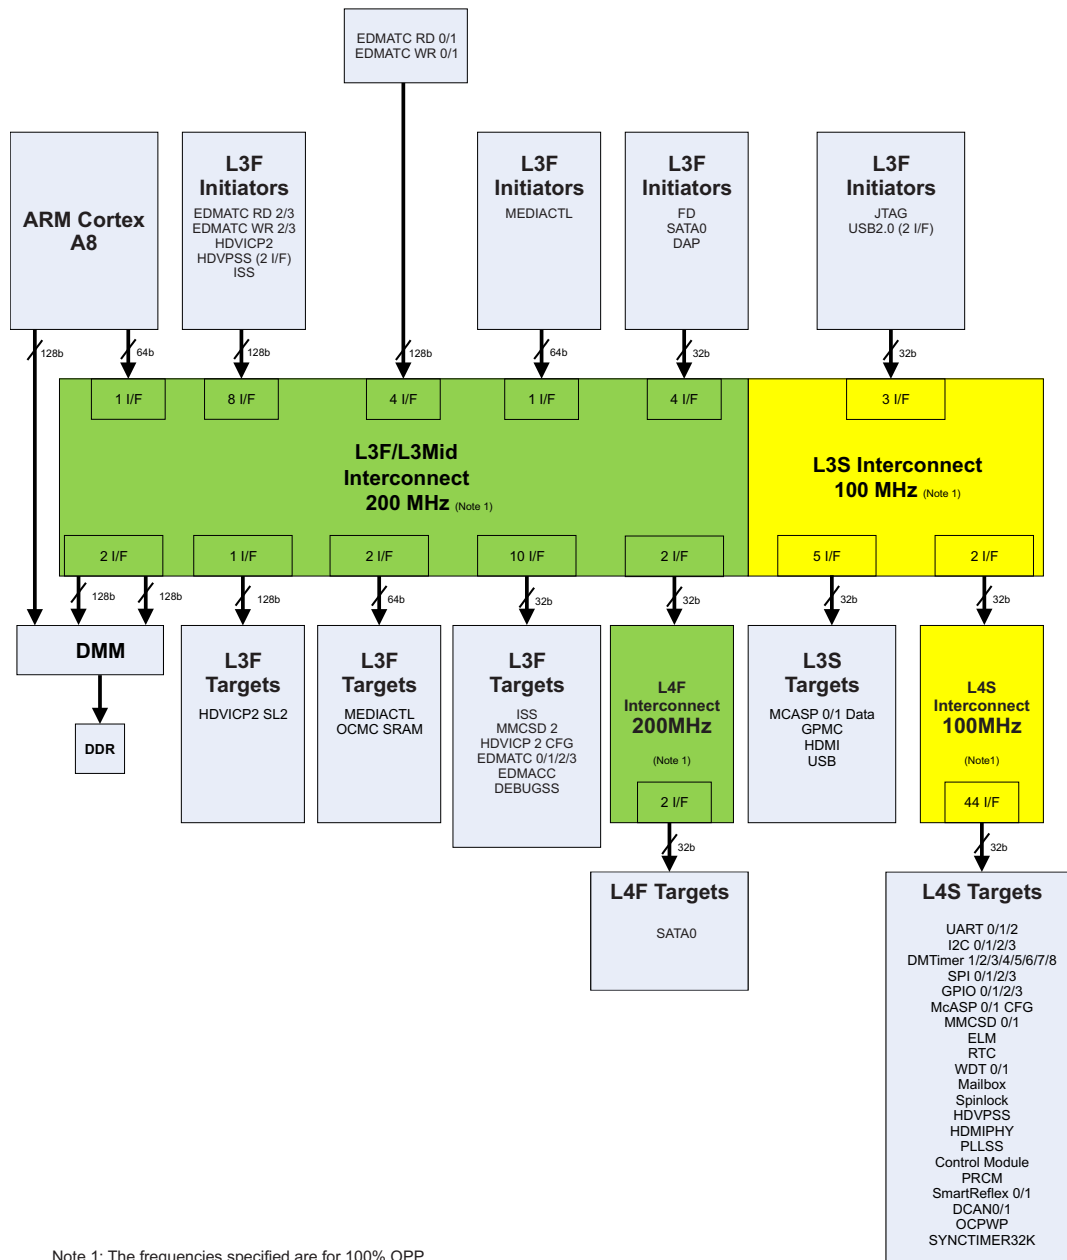 EDMATC RD 0/1
EDMATC WR 0/1
ARM Cortex
A8
L3F
Initiators
EDMATC RD 2/3
EDMATC WR 2/3
HDVICP2
HDVPSS (2 I/F)
ISS
L3F
Initiators
MEDIACTL
L3F
Initiators
FD
SATA0
DAP
L3F
Initiators
JTAG
USB2.0 (2 I/F)
128b
64b
128b
128b
64b
32b
32b
1 I/F
8 I/F
4 I/F
1 I/F
4 I/F
3 I/F
L3F/L3Mid
Interconnect
200 MHz (Note 1)
L3S Interconnect
100 MHz (Note 1)
2 I/F
1 I/F
2 I/F
10 I/F
2 I/F
5 I/F
2 I/F
128b
128b
128b
64b
32b
32b
32b
32b
DMM
DDR
L3F
Targets
HDVICP2 SL2
L3F
Targets
MEDIACTL
OCMC SRAM
L3F
Targets
ISS
MMCSD 2
HDVICP 2 CFG
EDMATC 0/1/2/3
EDMACC
DEBUGSS
L4F
Interconnect
200MHz
(Note 1)
2 I/F
L3S
Targets
MCASP 0/1 Data
GPMC
HDMI
USB
L4S
Interconnect
100MHz
(Note1)
44 I/F
32b
32b
L4F Targets
SATA0
L4S Targets
UART 0/1/2
I2C 0/1/2/3
DMTimer 1/2/3/4/5/6/7/8
SPI 0/1/2/3
GPIO 0/1/2/3
McASP 0/1 CFG
MMCSD 0/1
ELM
RTC
WDT 0/1
Mailbox
Spinlock
HDVPSS
HDMIPHY
PLLSS
Control Module
PRCM
SmartReflex 0/1
DCAN0/1
OCPWP
SYNCTIMER32K
Note 1: The frequencies specified are for 100% OPP